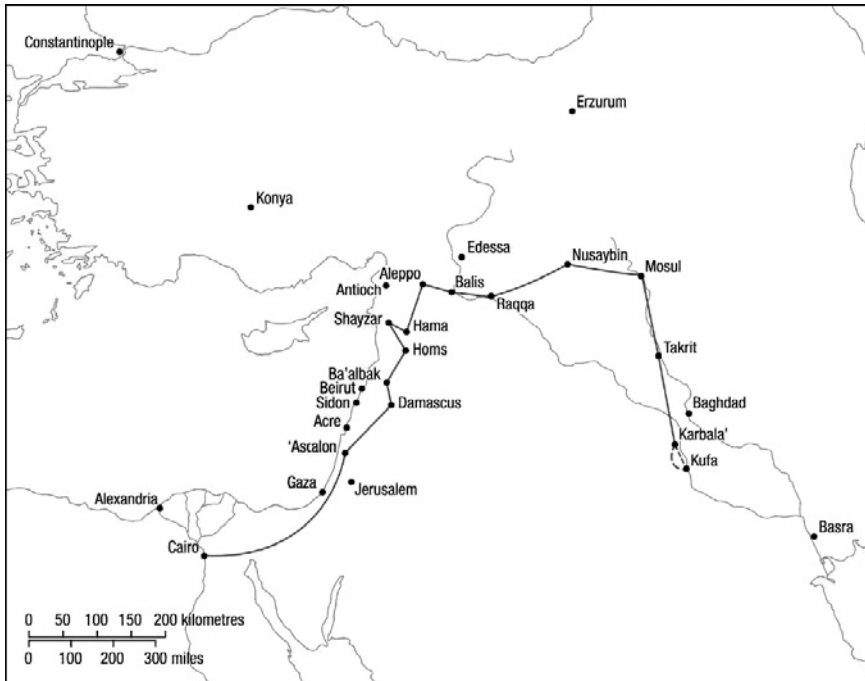 Constantinople
Erzurum
Konya
Edessa
Nusaybin
Mosul
Aleppo
Balis
Antioch
Raqqa
Shayzar
Hama
Homs
Takrit
Ba'albak
Beirut
Sidon
Damascus
Baghdad
Acre
Karbala'
'Ascalon
Kufa
Gaza
Jerusalem
Alexandria
Basra
Cairo
0 50 100 150 200 kilometres
0 100 200 300 miles